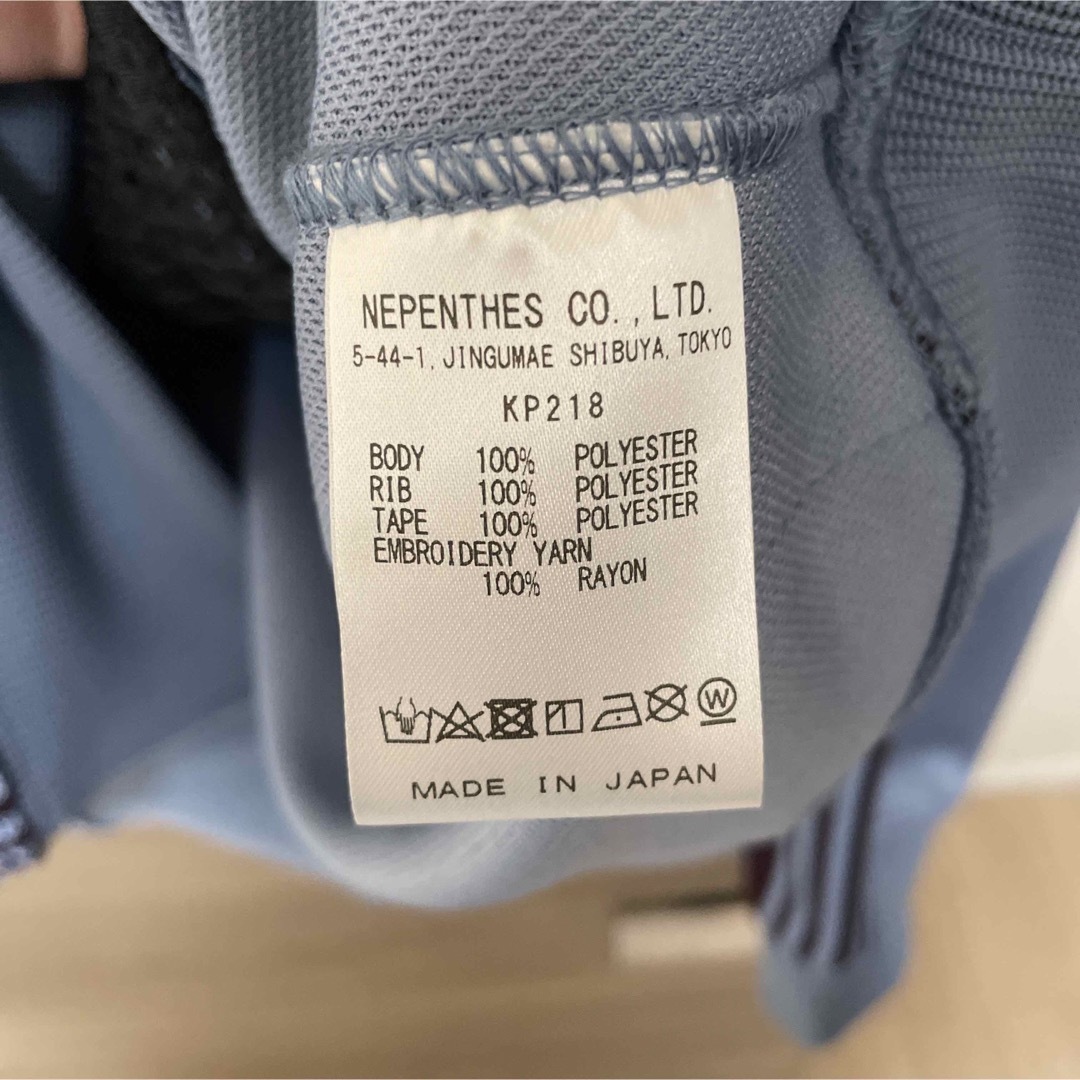 NEPENTHES CO., LTD.
5-44-1, JINGUMAE SHIBUYA, TOKYO
KP218
BODY 100% POLYESTER
RIB 100% POLYESTER
TAPE 100% POLYESTER
EMBROIDERY YARN
100% RAYON
W
MADE IN JAPAN